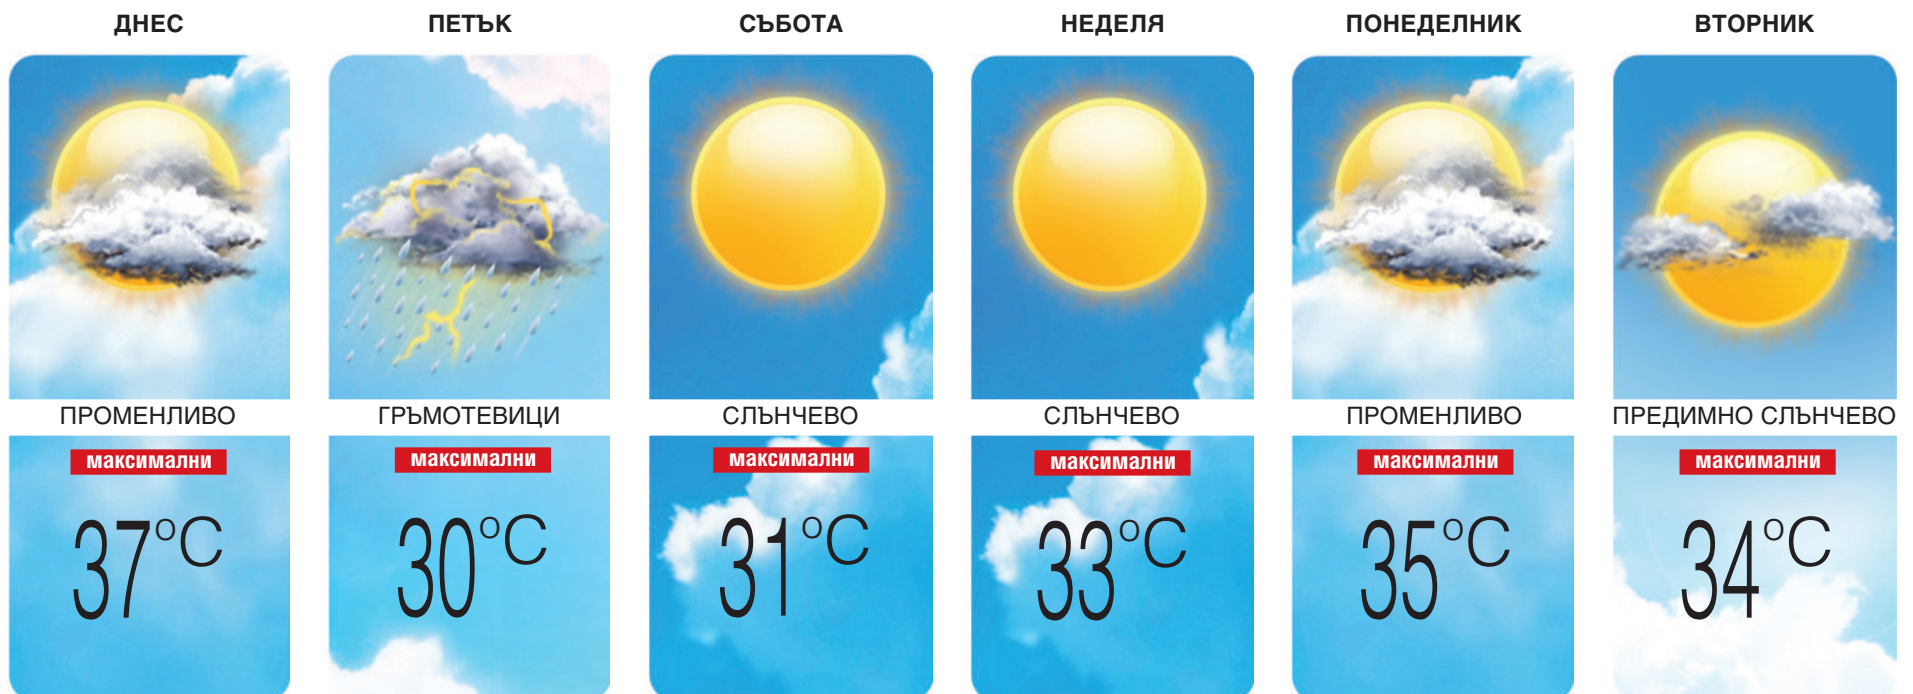 ДНЕС
ПЕТЪК
СЪБОТА
НЕДЕЛЯ
ПОНЕДЕЛНИК
ВТОРНИК
ПРОМЕНЛИВО
ГРЪМОТЕВИЦИ
СЛЪНЧЕВО
СЛЪНЧЕВО
ПРОМЕНЛИВО
ПРЕДИМНО СЛЪНЧЕВО
максимални
максимални
максимални
максимални
максимални
максимални
37°C
30°C
31°C
33°C
35°C
34°C